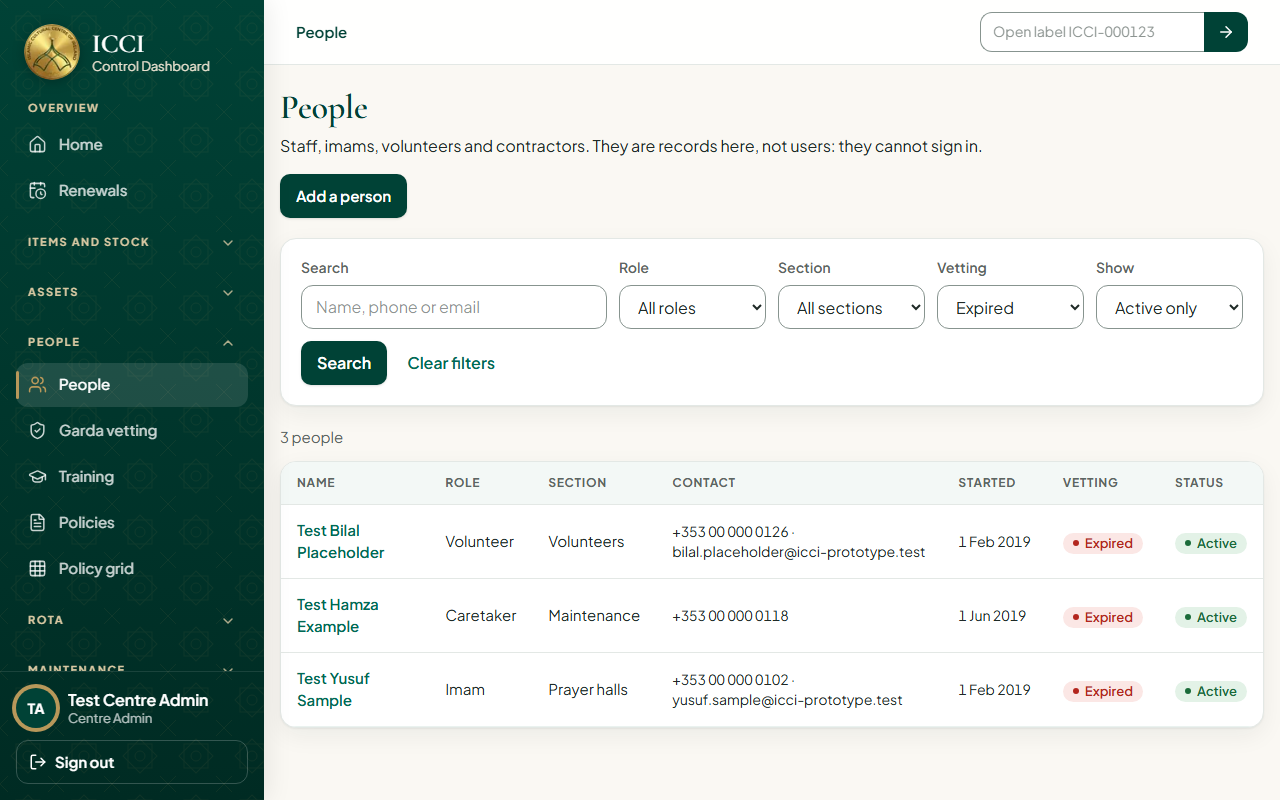 ICCI
Control Dashboard
OVERVIEW
Home
Renewals
ITEMS AND STOCK
ASSETS
PEOPLE
People
Garda vetting
Training
Policies
Policy grid
ROTA
MAINTENANCE
TA
Test Centre Admin
Centre Admin
Sign out
People
Open label ICCI-000123
People
Staff, imams, volunteers and contractors. They are records here, not users: they cannot sign in.
Add a person
Search Role Section Vetting Show
Name, phone or email All roles All sections Expired Active only
Search Clear filters
3 people
NAME ROLE SECTION CONTACT STARTED VETTING STATUS
Test Bilal Placeholder Volunteer Volunteers +353 00 000 0126 · bilal.placeholder@icci-prototype.test 1 Feb 2019 Expired Active
Test Hamza Example Caretaker Maintenance +353 00 000 0118 1 Jun 2019 Expired Active
Test Yusuf Sample Imam Prayer halls +353 00 000 0102 · yusuf.sample@icci-prototype.test 1 Feb 2019 Expired Active